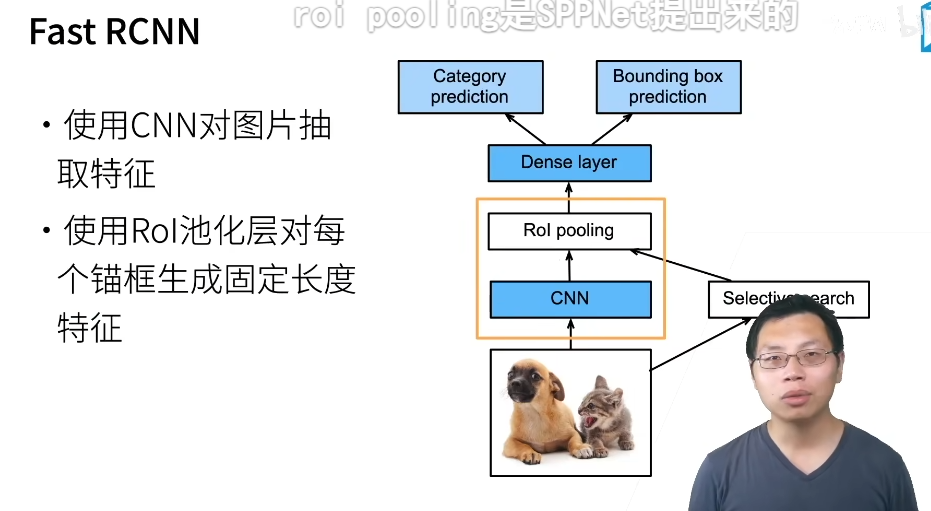 roi pooling是SPPNet提出来的
Fast RCNN
• 使用CNN对图片抽
取特征
• 使用RoI池化层对每
个锚框生成固定长度
特征
Category
prediction
Bounding box
prediction
Dense layer
RoI pooling
CNN
Selective search